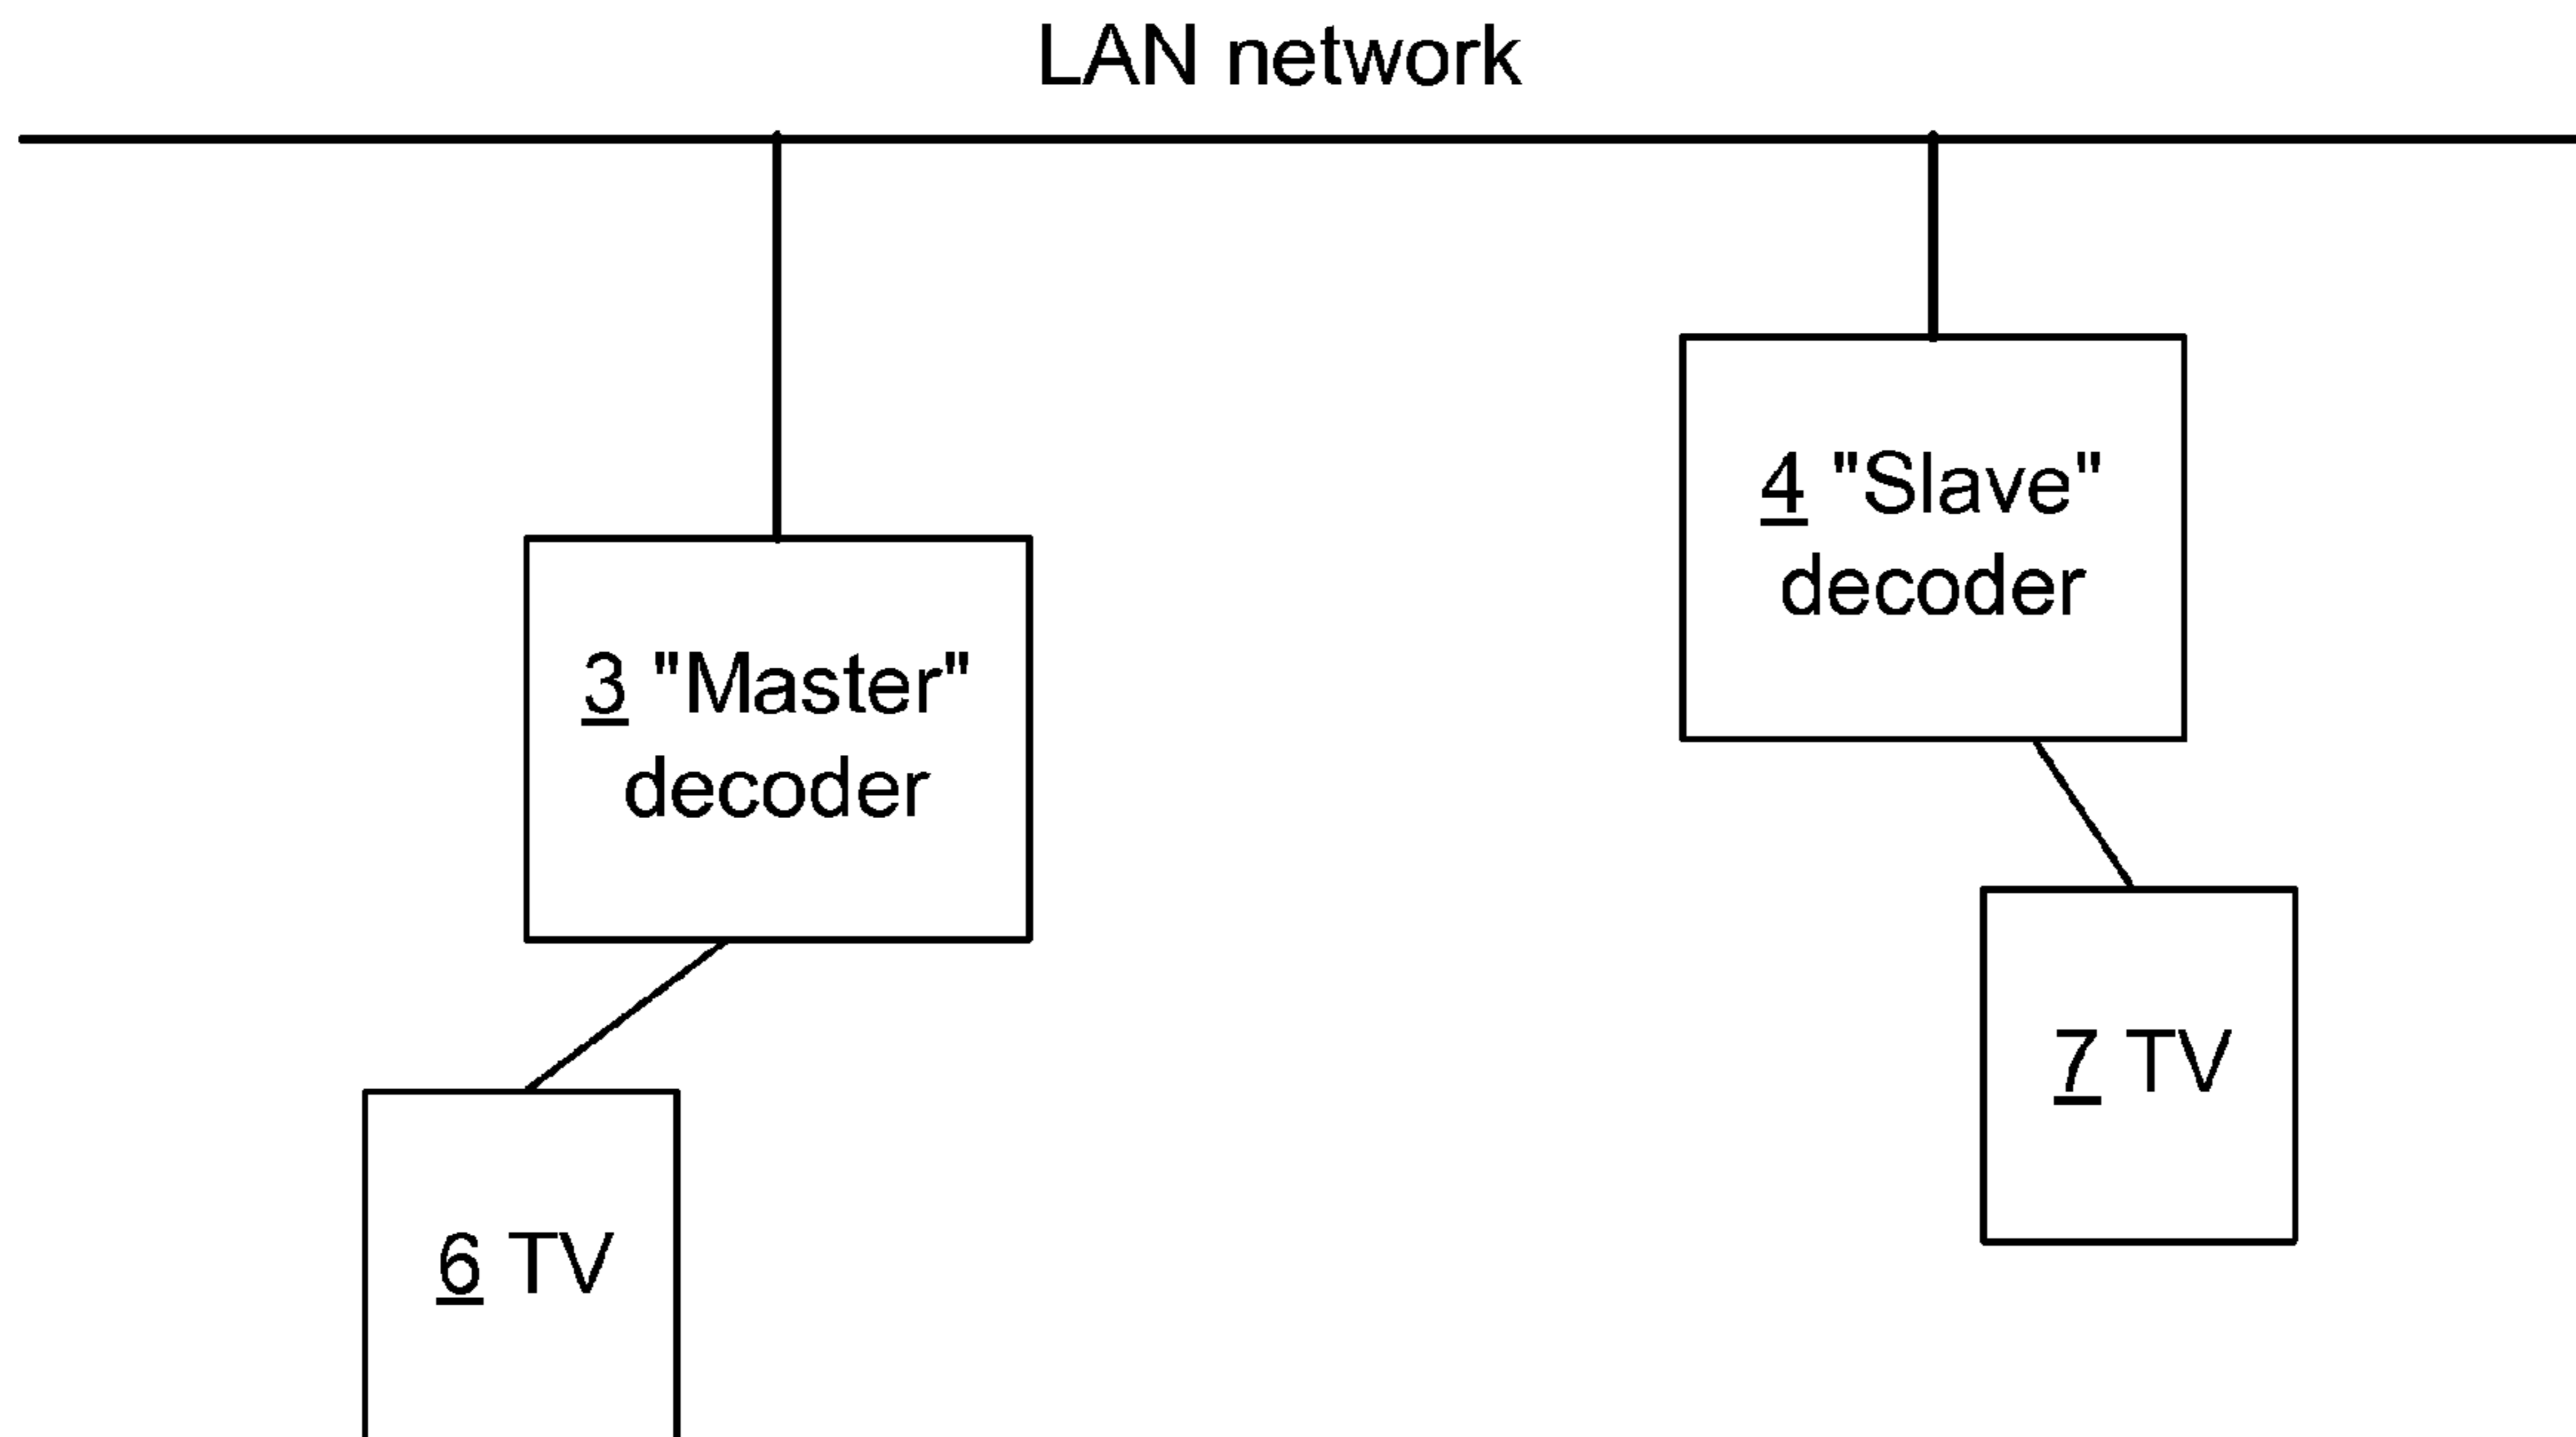 LAN network
3 "Master"
decoder
4 "Slave"
decoder
6 TV
7 TV